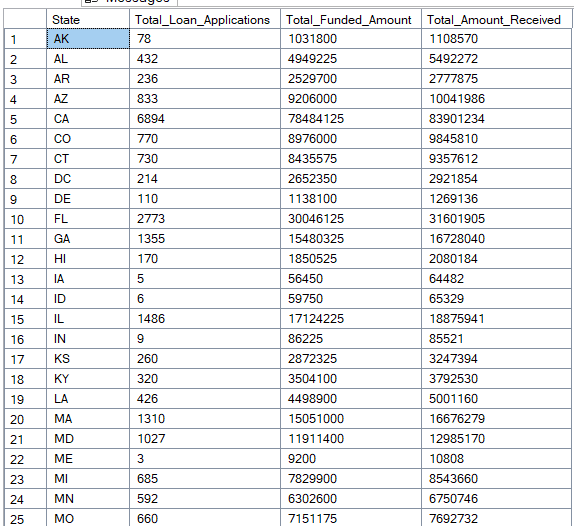 Messages
State Total_Loan_Applications Total_Funded_Amount Total_Amount_Received
1 AK 78 1031800 1108570
2 AL 432 4949225 5492272
3 AR 236 2529700 2777875
4 AZ 833 9206000 10041986
5 CA 6894 78484125 83901234
6 CO 770 8976000 9845810
7 CT 730 8435575 9357612
8 DC 214 2652350 2921854
9 DE 110 1138100 1269136
10 FL 2773 30046125 31601905
11 GA 1355 15480325 16728040
12 HI 170 1850525 2080184
13 IA 5 56450 64482
14 ID 6 59750 65329
15 IL 1486 17124225 18875941
16 IN 9 86225 85521
17 KS 260 2872325 3247394
18 KY 320 3504100 3792530
19 LA 426 4498900 5001160
20 MA 1310 15051000 16676279
21 MD 1027 11911400 12985170
22 ME 3 9200 10808
23 MI 685 7829900 8543660
24 MN 592 6302600 6750746
25 MO 660 7151175 7692732